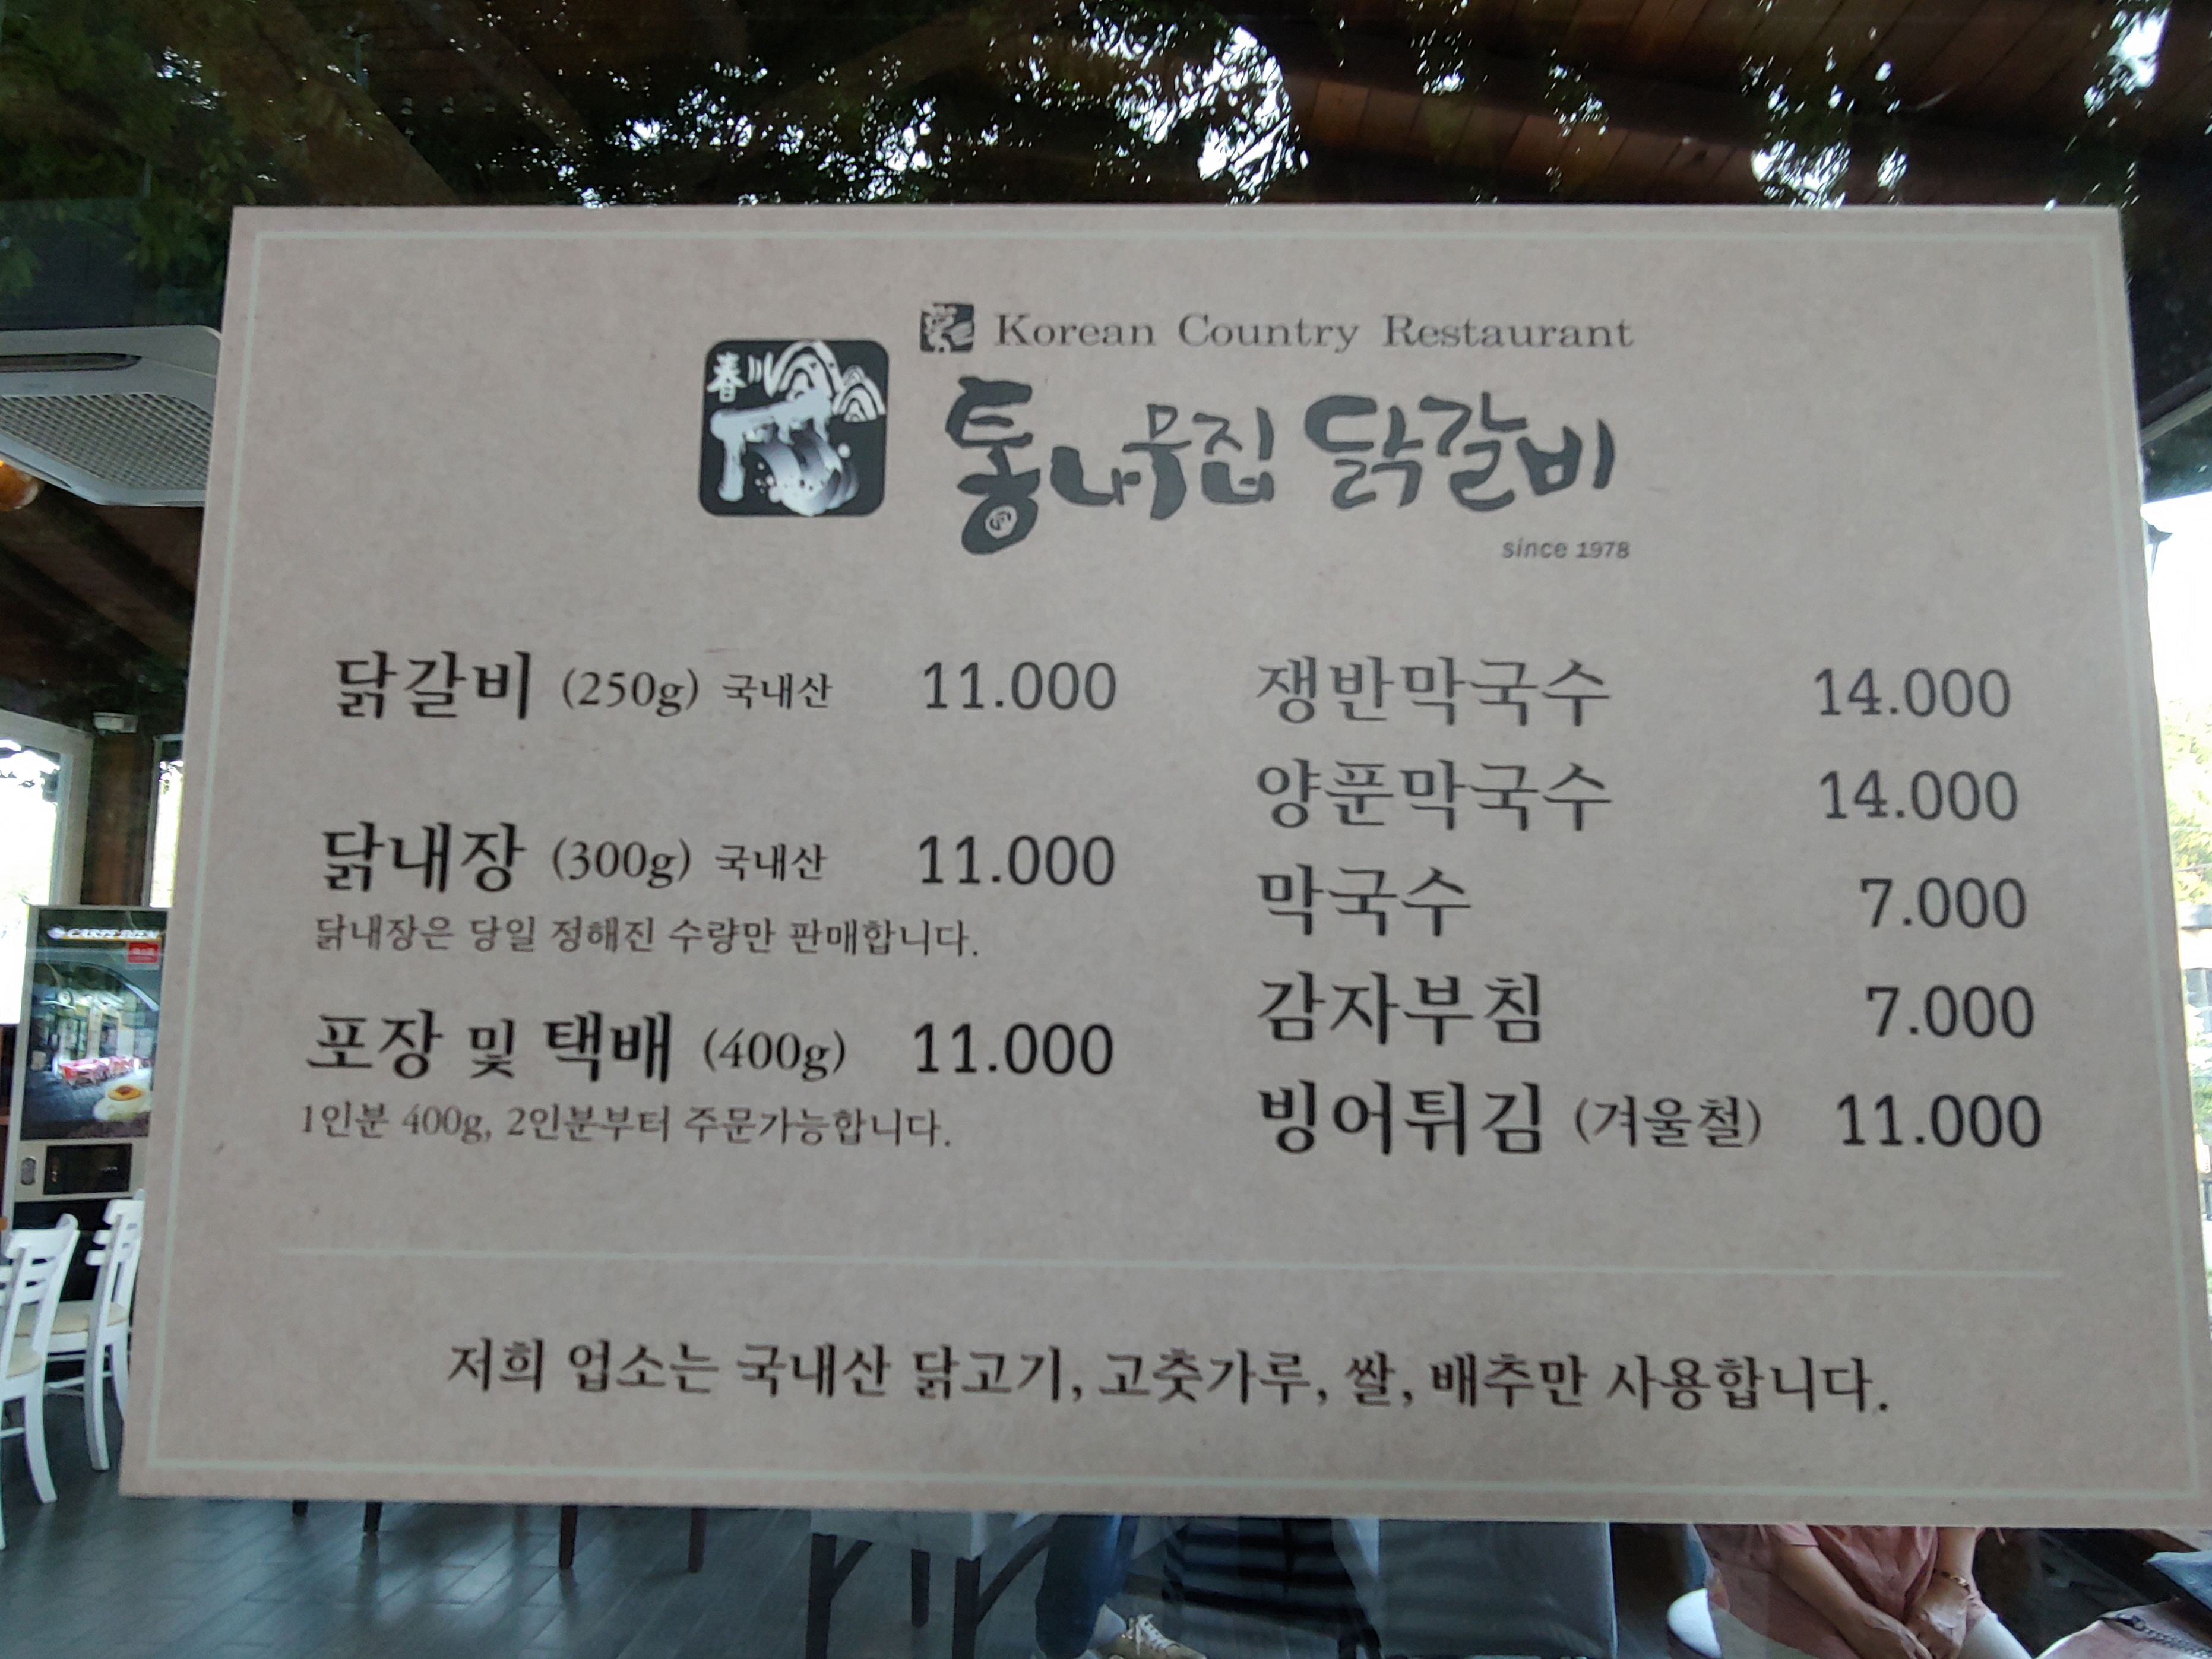 Korean Country Restaurant
春川
통나무집 닭갈비
since 1978
닭갈비 (250g) 국내산 11.000
닭내장 (300g) 국내산 11.000
닭내장은 당일 정해진 수량만 판매합니다.
포장 및 택배 (400g) 11.000
1인분 400g, 2인분부터 주문가능합니다.
쟁반막국수 14.000
양푼막국수 14.000
막국수 7.000
감자부침 7.000
빙어튀김 (겨울철) 11.000
저희 업소는 국내산 닭고기, 고춧가루, 쌀, 배추만 사용합니다.
CARPE DIEM